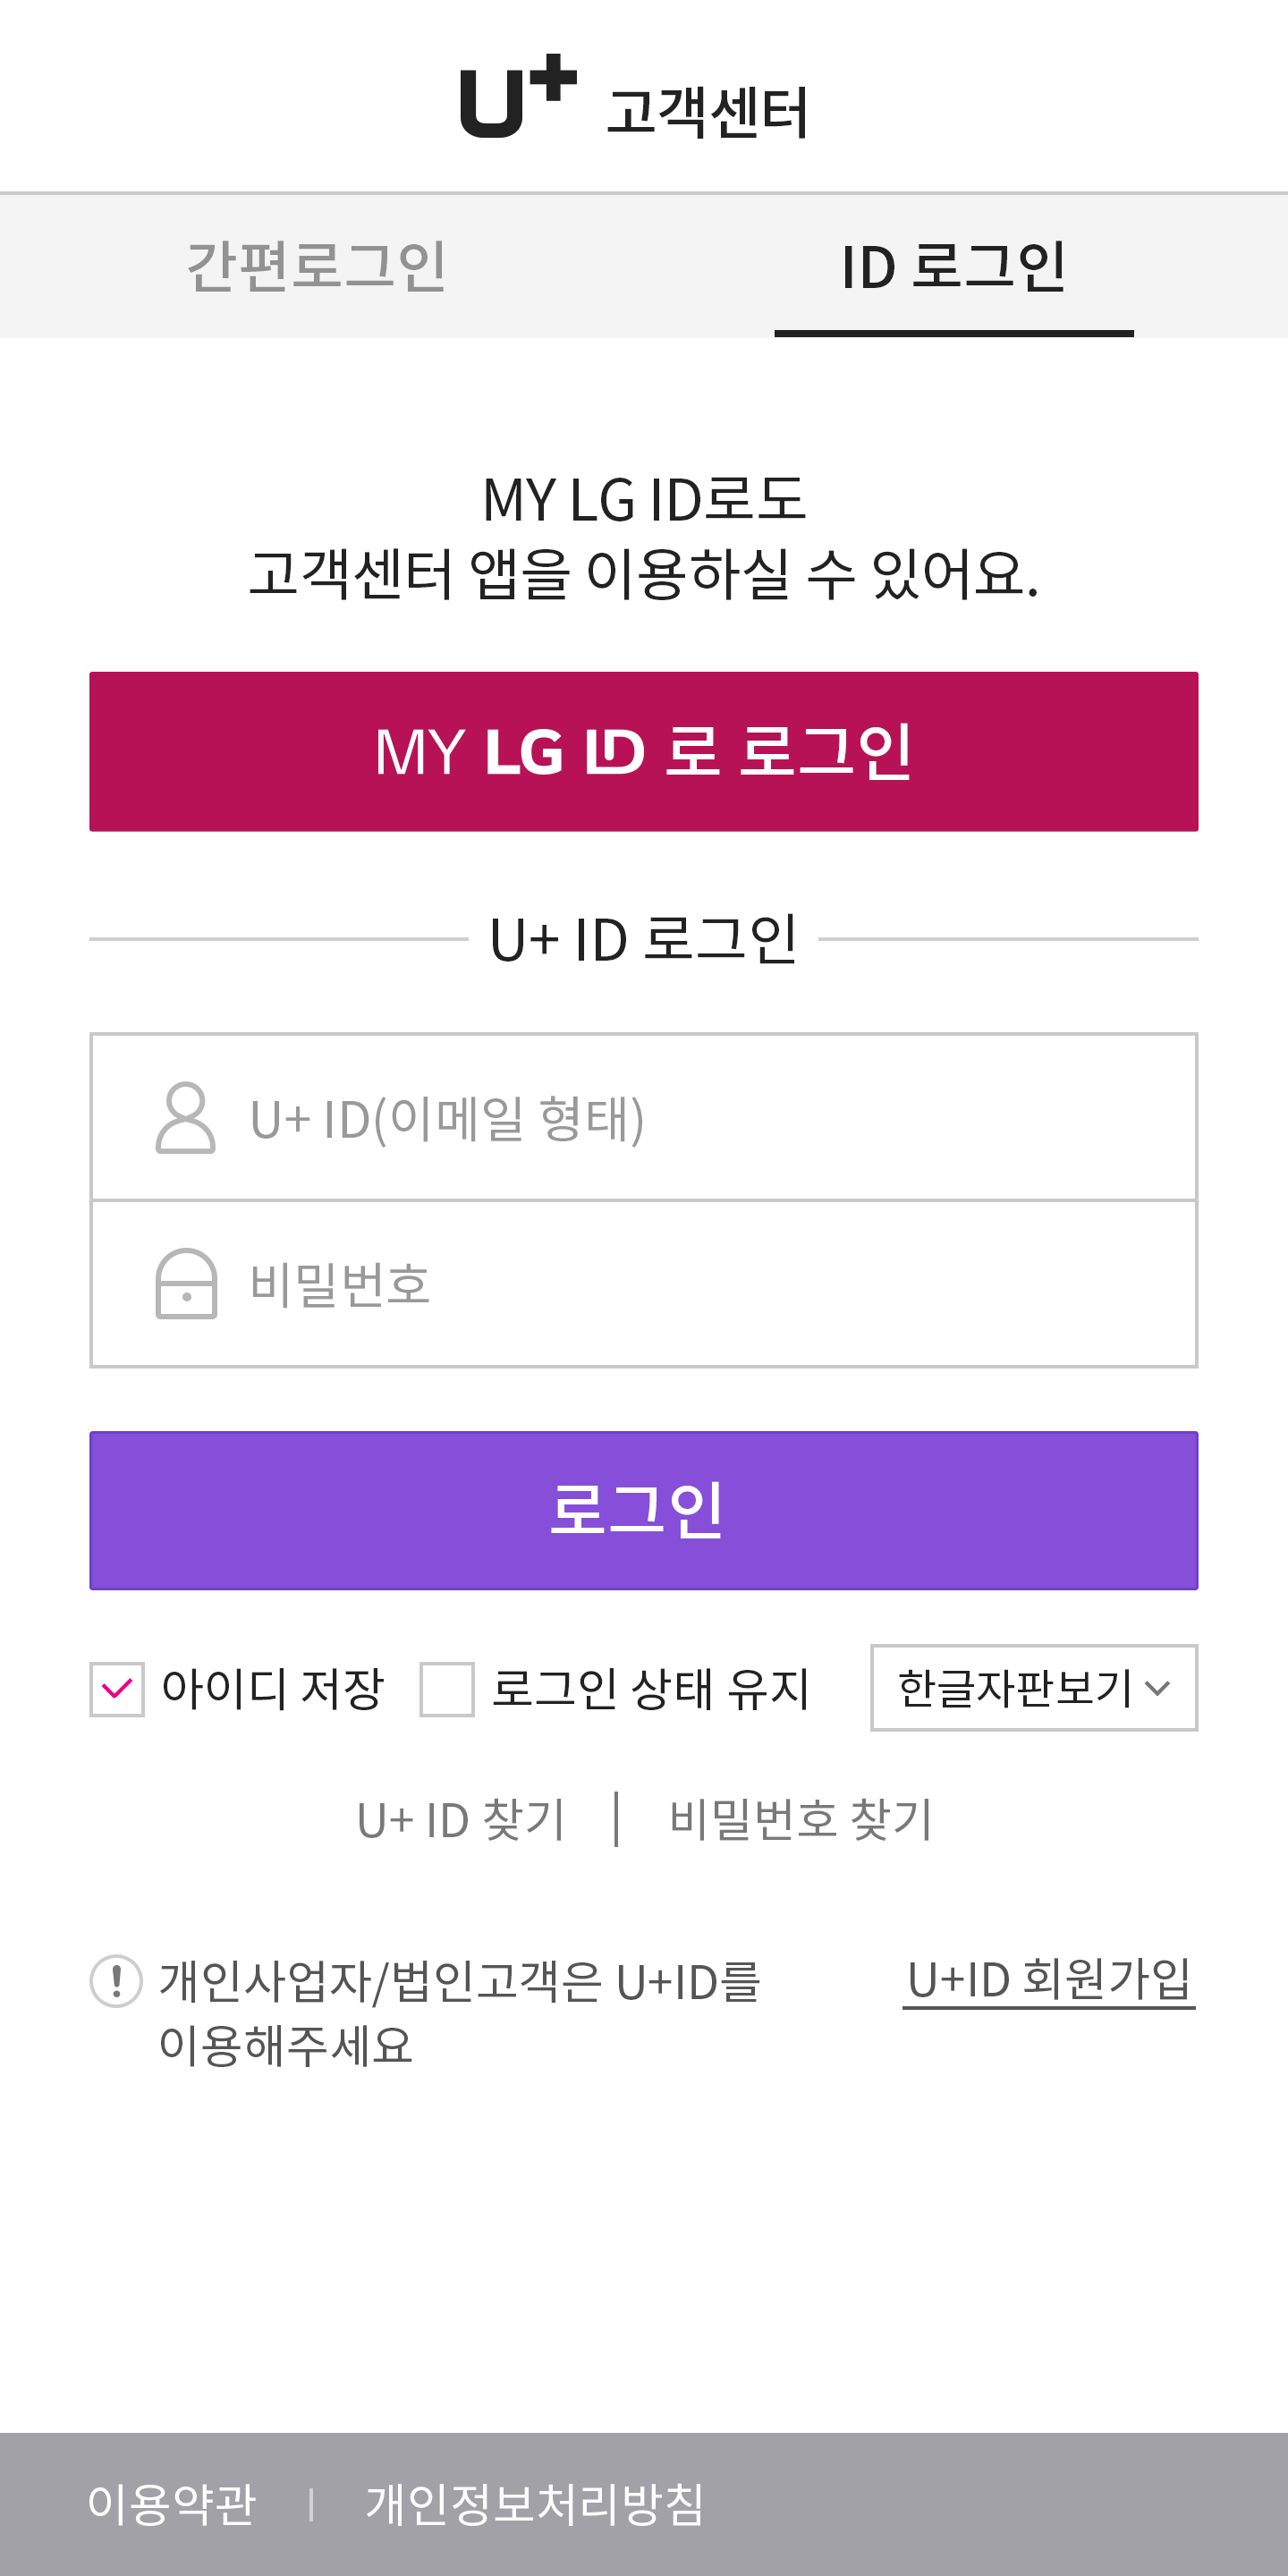 U+ 고객센터
간편로그인 ID 로그인
MY LG ID로도
고객센터 앱을 이용하실 수 있어요.
MY LG ID 로 로그인
U+ ID 로그인
U+ ID(이메일 형태)
비밀번호
로그인
아이디 저장 로그인 상태 유지 한글자판보기
U+ ID 찾기 | 비밀번호 찾기
개인사업자/법인고객은 U+ID를 U+ID 회원가입
이용해주세요
이용약관 | 개인정보처리방침